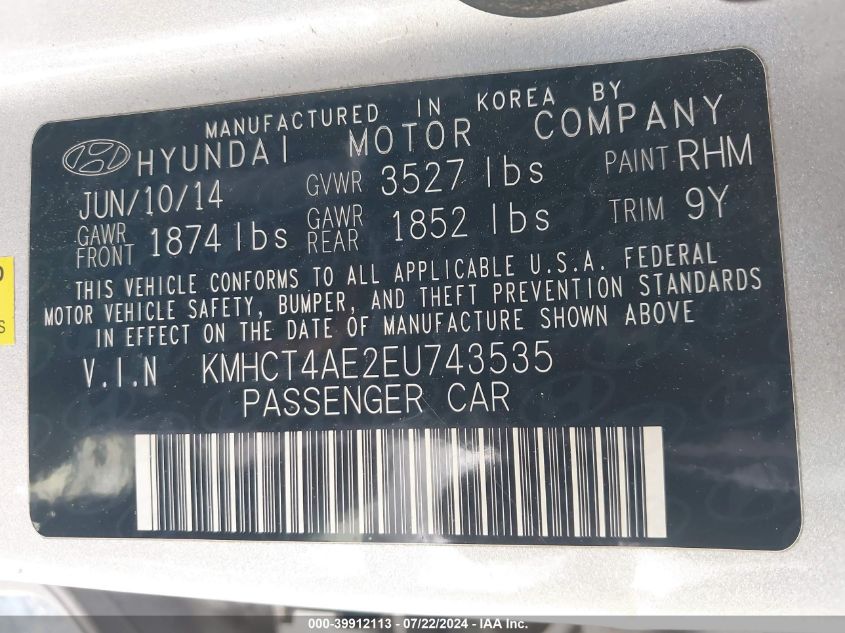 MANUFACTURED IN KOREA BY
HYUNDAI MOTOR COMPANY
JUN/10/14 GVWR 3527 lbs PAINT RHM
GAWR FRONT 1874 lbs GAWR REAR 1852 lbs TRIM 9Y
THIS VEHICLE CONFORMS TO ALL APPLICABLE U.S.A. FEDERAL
MOTOR VEHICLE SAFETY, BUMPER, AND THEFT PREVENTION STANDARDS
IN EFFECT ON THE DATE OF MANUFACTURE SHOWN ABOVE
V.I.N KMHCT4AE2EU743535
PASSENGER CAR
000-39912113 - 07/22/2024 - IAA Inc.